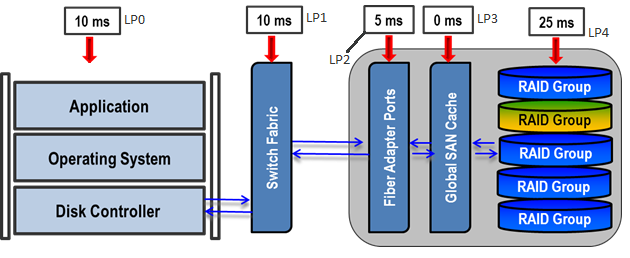 10 ms LP0
10 ms LP1
5 ms LP2
0 ms LP3
25 ms LP4
Application
Operating System
Disk Controller
Switch Fabric
Fiber Adapter Ports
Global SAN Cache
RAID Group
RAID Group
RAID Group
RAID Group
RAID Group